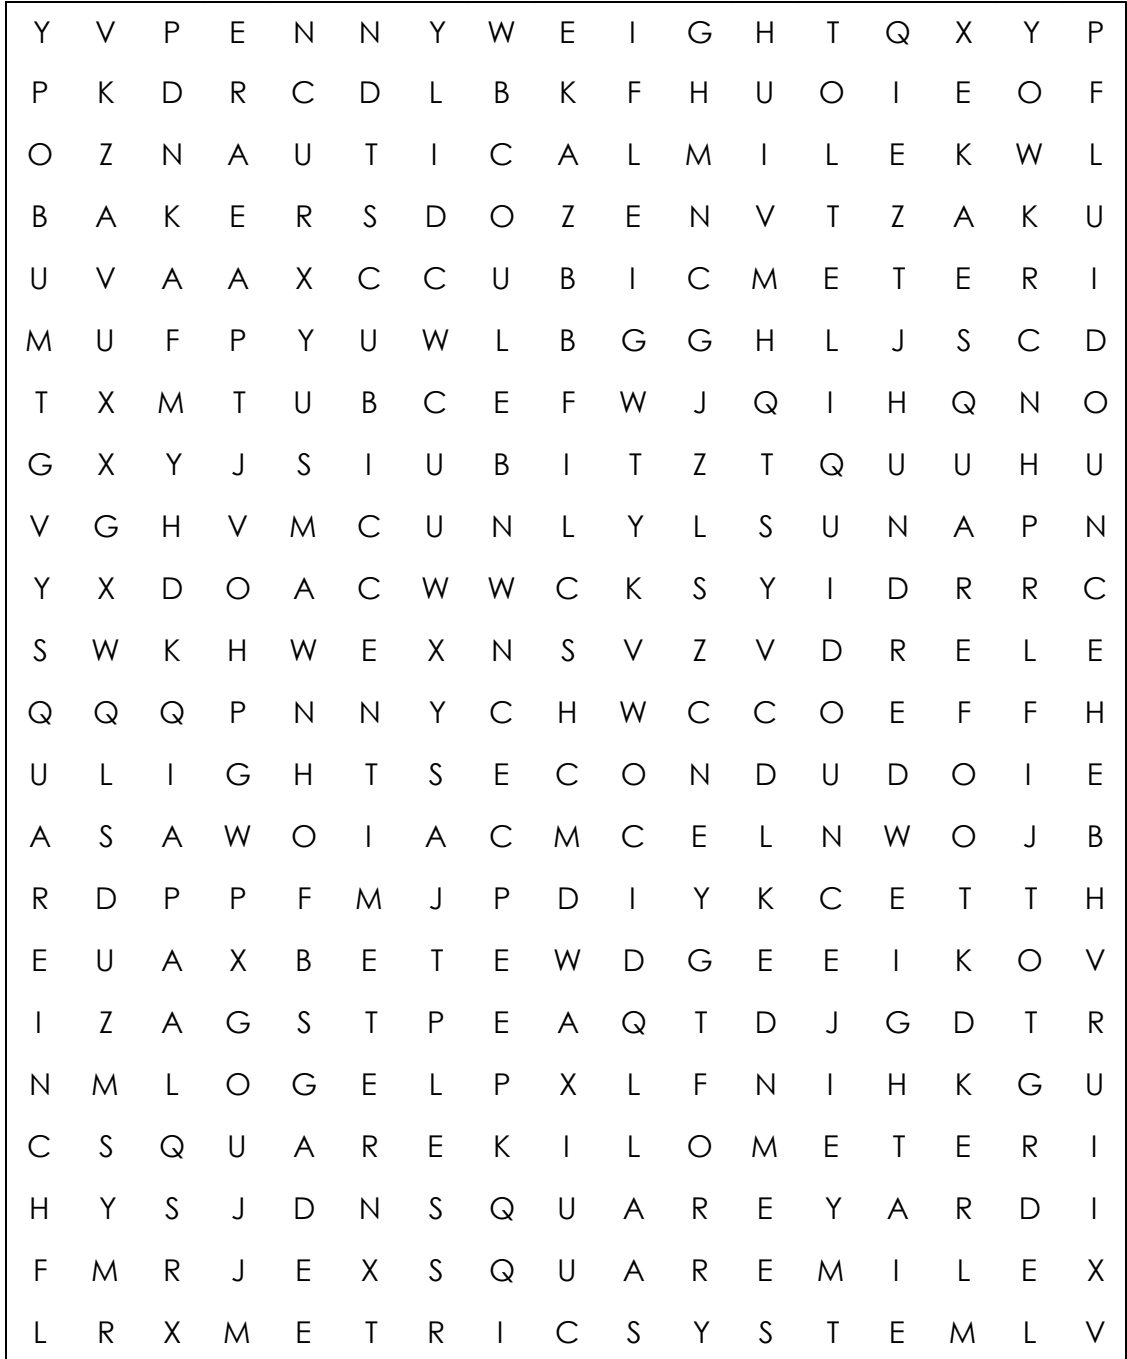 Y V P E N N Y W E I G H T Q X Y P
P K D R C D L B K F H U O I E O F
O Z N A U T I C A L M I L E K W L
B A K E R S D O Z E N V T Z A K U
U V A A X C C U B I C M E T E R I
M U F P Y U W L B G G H L J S C D
T X M T U B C E F W J Q I H Q N O
G X Y J S I U B I T Z T Q U U H U
V G H V M C U N L Y L S U N A P N
Y X D O A C W W C K S Y I D R R C
S W K H W E X N S V Z V D R E L E
Q Q Q P N N Y C H W C C O E F F H
U L I G H T S E C O N D U D O I E
A S A W O I A C M C E L N W O J B
R D P P F M J P D I Y K C E T T H
E U A X B E T E W D G E E I K O V
I Z A G S T P E A Q T D J G D T R
N M L O G E L P X L F N I H K G U
C S Q U A R E K I L O M E T E R I
H Y S J D N S Q U A R E Y A R D I
F M R J E X S Q U A R E M I L E X
L R X M E T R I C S Y S T E M L V